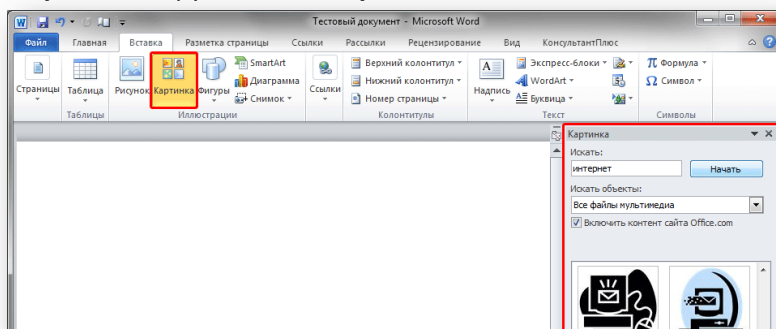 Тестовый документ - Microsoft Word
Файл Главная Вставка Разметка страницы Ссылки Рассылки Рецензирование Вид КонсультантПлюс
SmartArt Верхний колонтитул Экспресс-блоки Формула
Диаграмма Нижний колонтитул WordArt Символ
Страницы Таблица Рисунок Картинка Фигуры Снимок Ссылки Номер страницы Надпись Буквица
Таблицы Иллюстрации Колонтитулы Текст Символы
Картинка
Искать:
интернет Начать
Искать объекты:
Все файлы мультимедиа
Включить контент сайта Office.com